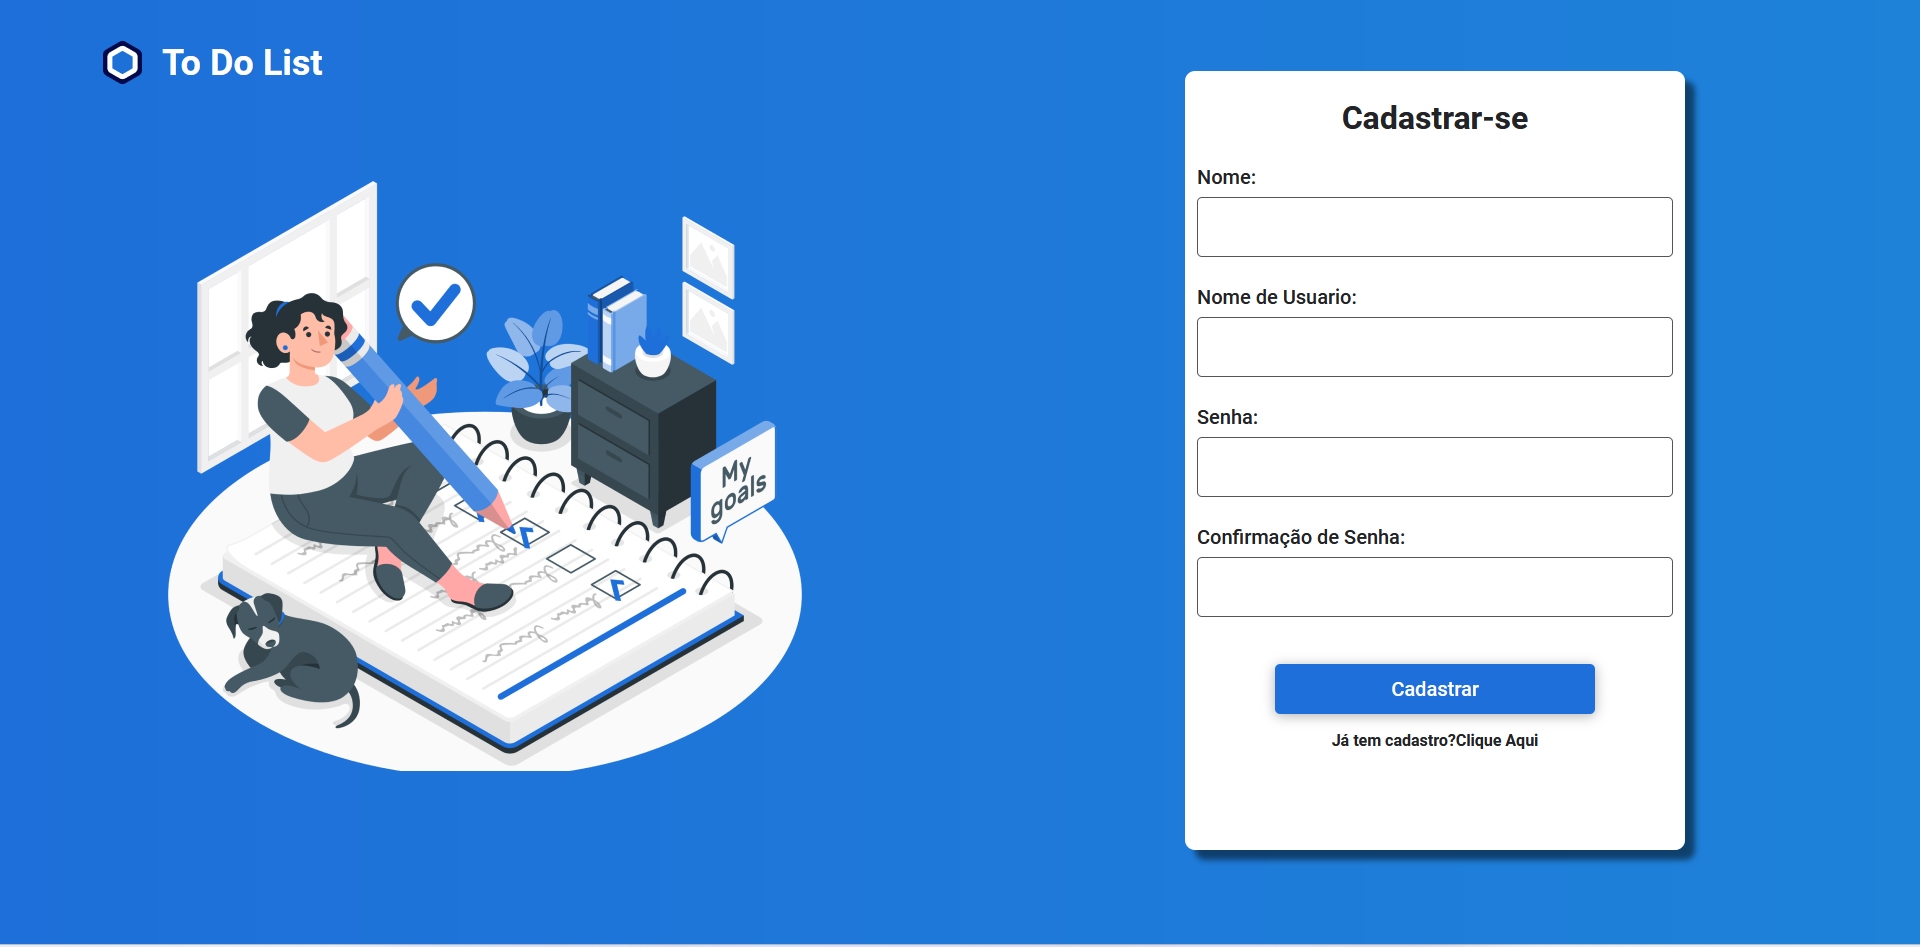 To Do List
Cadastrar-se
Nome:
Nome de Usuario:
Senha:
Confirmação de Senha:
Cadastrar
Já tem cadastro?Clique Aqui
My
goals